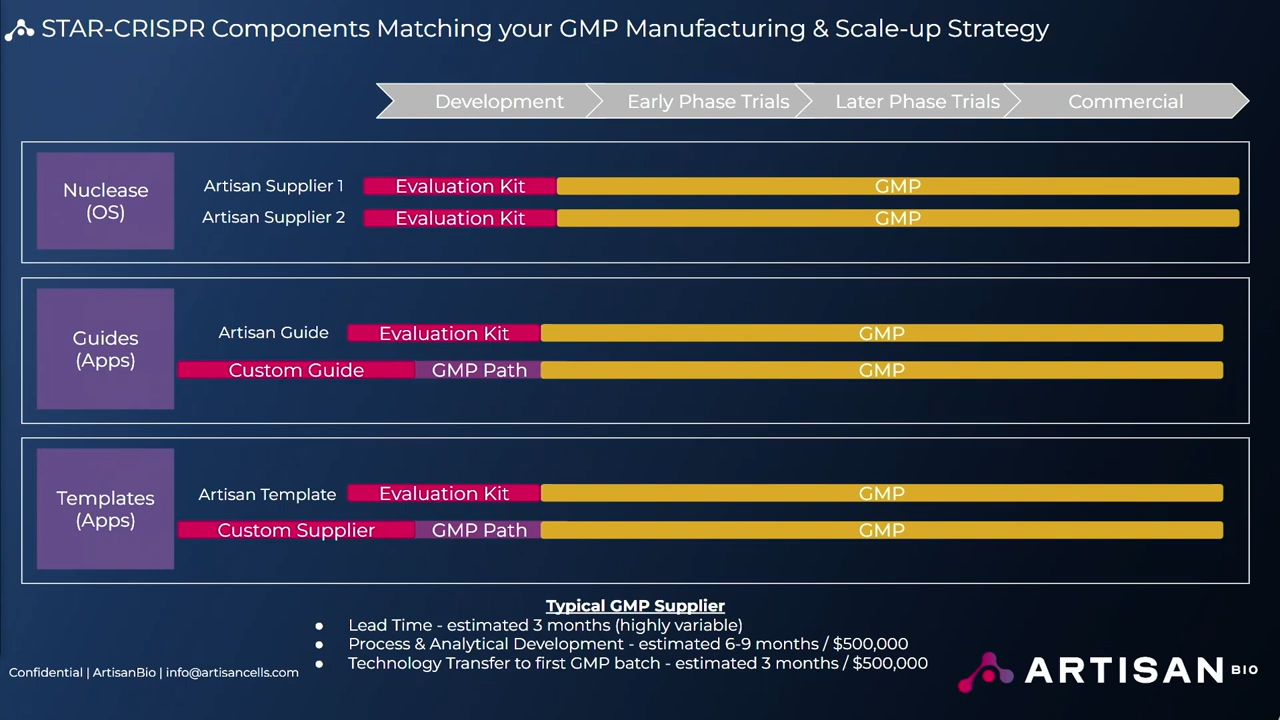 STAR-CRISPR Components Matching your GMP Manufacturing & Scale-up Strategy
Development
Early Phase Trials
Later Phase Trials
Commercial
Nuclease
(OS)
Artisan Supplier 1
Evaluation Kit
GMP
Artisan Supplier 2
Evaluation Kit
GMP
Guides
(Apps)
Artisan Guide
Evaluation Kit
GMP
Custom Guide
GMP Path
GMP
Templates
(Apps)
Artisan Template
Evaluation Kit
GMP
Custom Supplier
GMP Path
GMP
Typical GMP Supplier
● Lead Time - estimated 3 months (highly variable)
● Process & Analytical Development - estimated 6-9 months / $500,000
● Technology Transfer to first GMP batch - estimated 3 months / $500,000
Confidential | ArtisanBio | info@artisancells.com
ARTISAN BIO